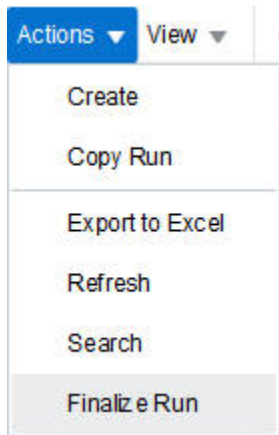 Actions View
Create
Copy Run
Export to Excel
Refresh
Search
Finalize Run